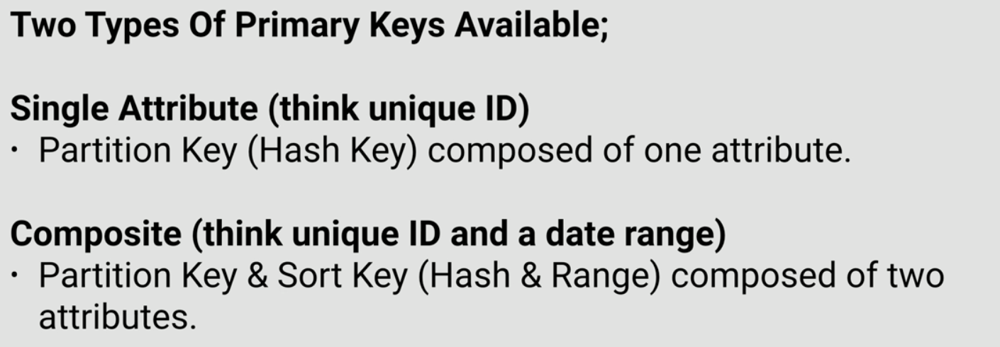 Two Types Of Primary Keys Available;
Single Attribute (think unique ID)
· Partition Key (Hash Key) composed of one attribute.
Composite (think unique ID and a date range)
· Partition Key & Sort Key (Hash & Range) composed of two
attributes.